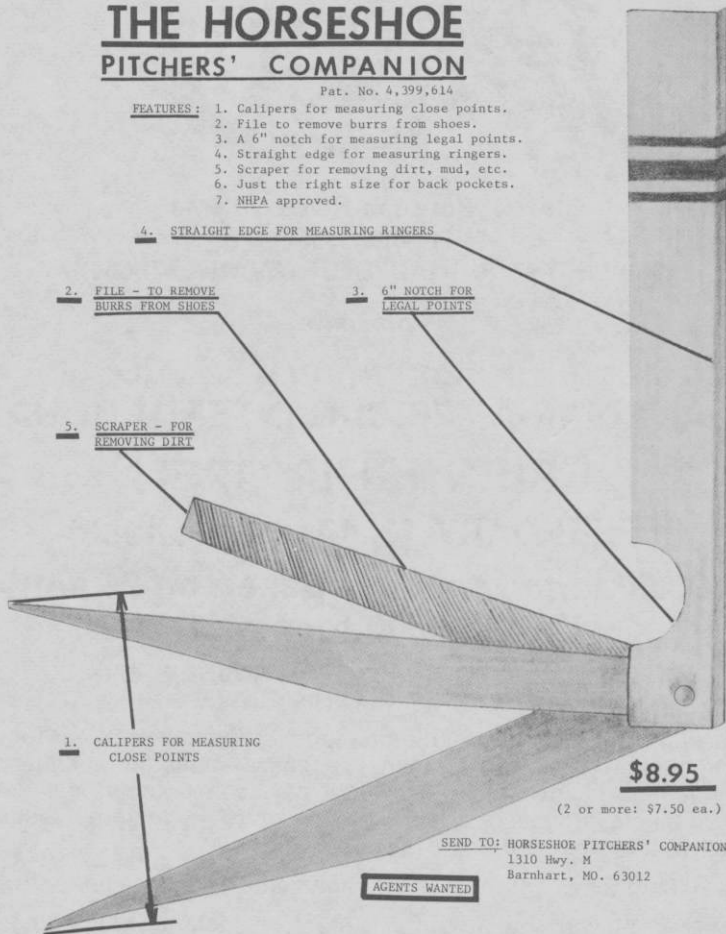 THE HORSESHOE
PITCHERS' COMPANION
Pat. No. 4,399,614
FEATURES: 1. Calipers for measuring close points.
2. File to remove burrs from shoes.
3. A 6" notch for measuring legal points.
4. Straight edge for measuring ringers.
5. Scraper for removing dirt, mud, etc.
6. Just the right size for back pockets.
7. NHPA approved.
4. STRAIGHT EDGE FOR MEASURING RINGERS
2. FILE - TO REMOVE
BURRS FROM SHOES
3. 6" NOTCH FOR
LEGAL POINTS
5. SCRAPER - FOR
REMOVING DIRT
1. CALIPERS FOR MEASURING
CLOSE POINTS
$8.95
(2 or more: $7.50 ea.)
SEND TO: HORSESHOE PITCHERS' COMPANION
1310 Hwy. M
Barnhart, MO. 63012
AGENTS WANTED